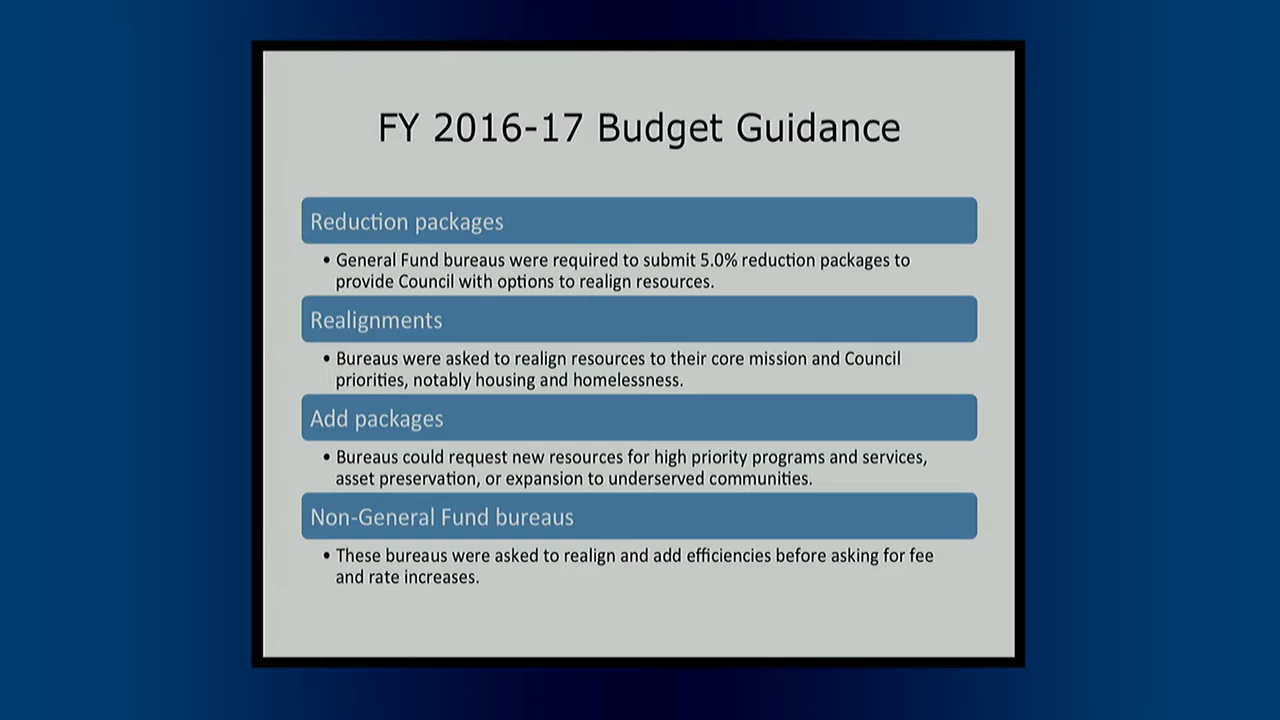 FY 2016-17 Budget Guidance
Reduction packages
• General Fund bureaus were required to submit 5.0% reduction packages to
provide Council with options to realign resources.
Realignments
• Bureaus were asked to realign resources to their core mission and Council
priorities, notably housing and homelessness.
Add packages
• Bureaus could request new resources for high priority programs and services,
asset preservation, or expansion to underserved communities.
Non-General Fund bureaus
• These bureaus were asked to realign and add efficiencies before asking for fee
and rate increases.